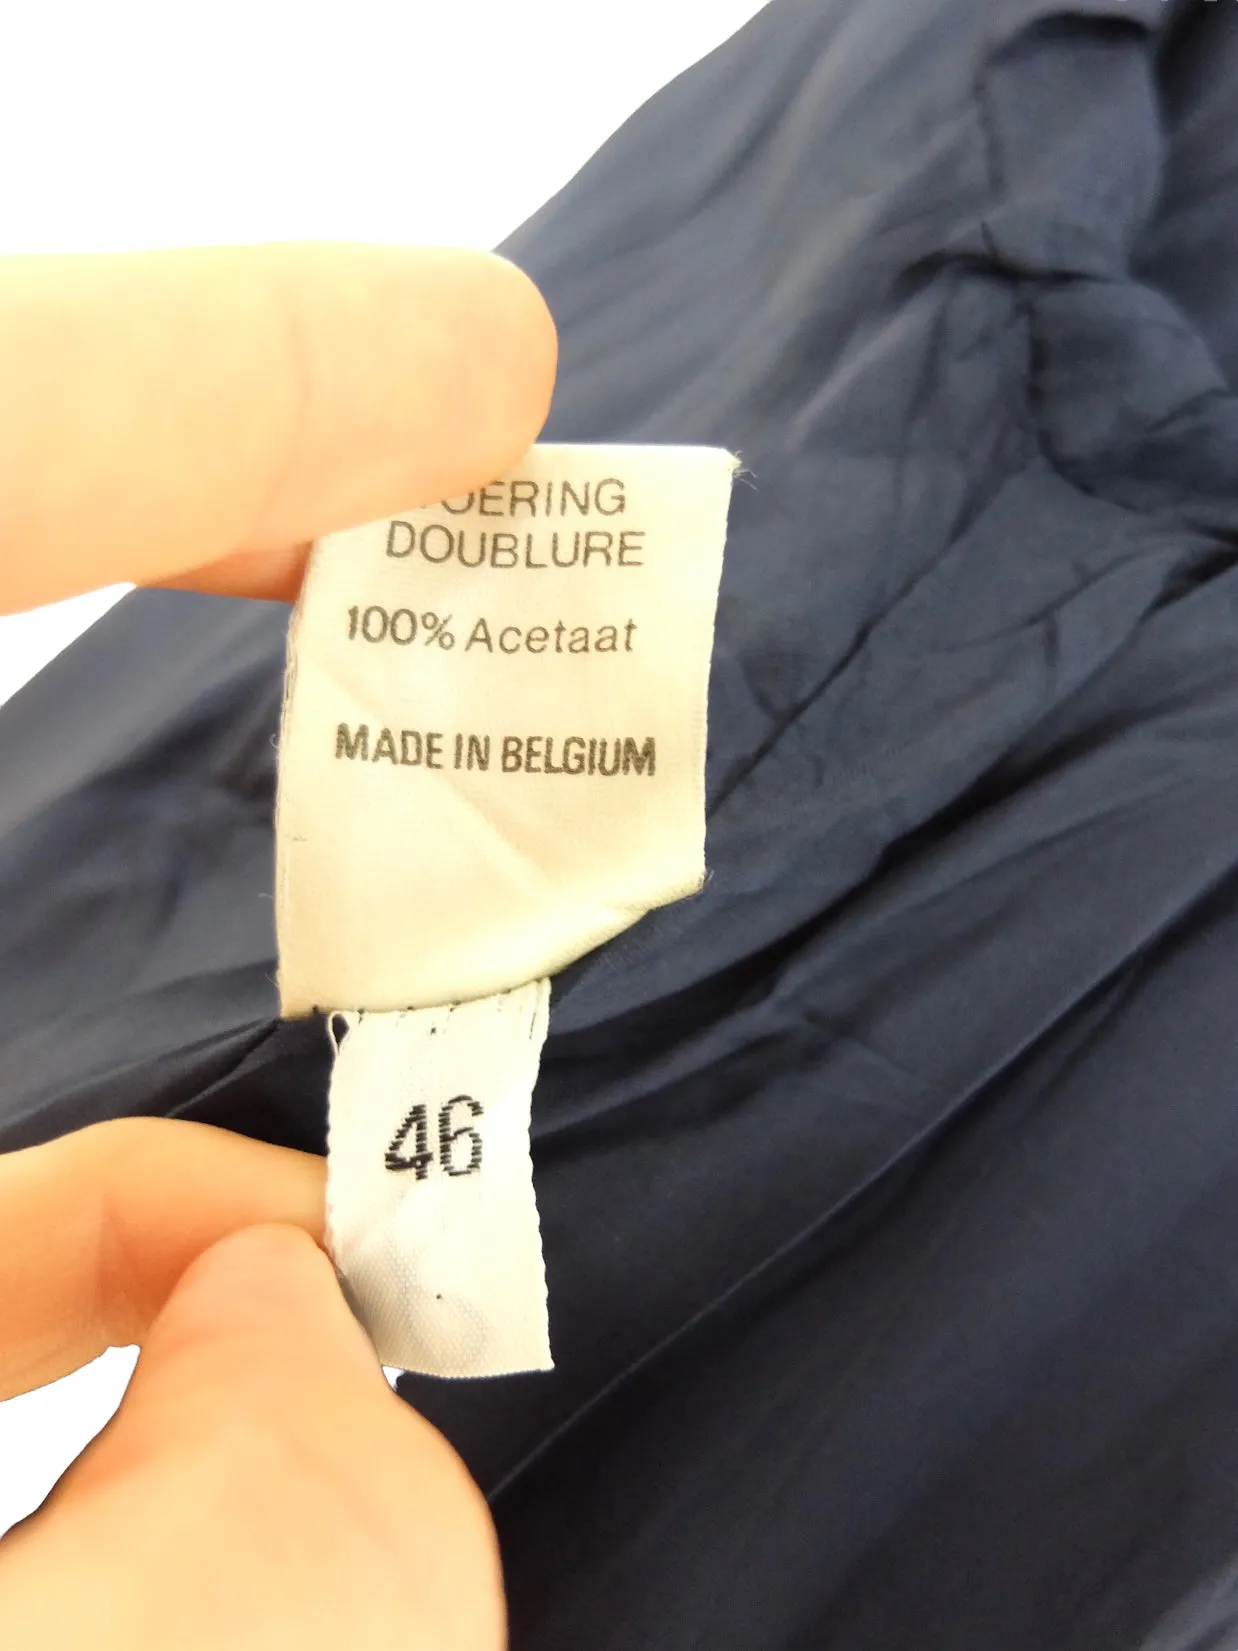 DOUBLURE
100% Acetaat
MADE IN BELGIUM
46